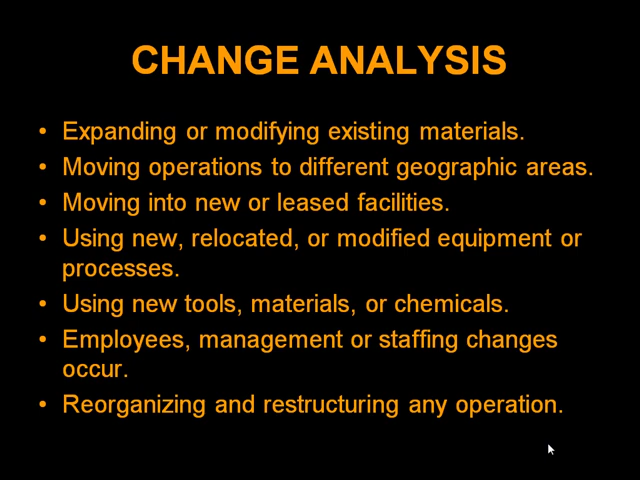 CHANGE ANALYSIS
• Expanding or modifying existing materials.
• Moving operations to different geographic areas.
• Moving into new or leased facilities.
• Using new, relocated, or modified equipment or
processes.
• Using new tools, materials, or chemicals.
• Employees, management or staffing changes
occur.
• Reorganizing and restructuring any operation.